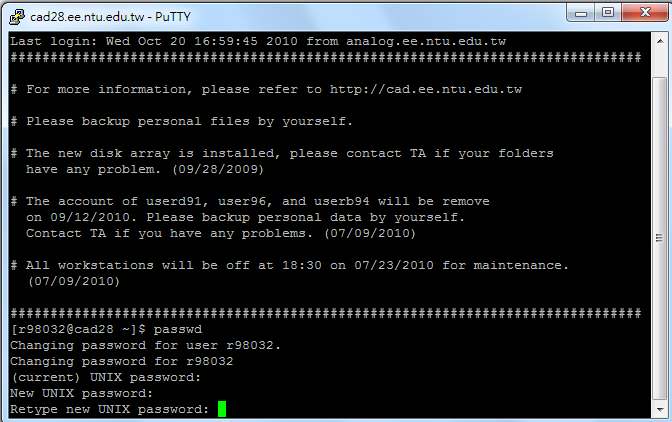 cad28.ee.ntu.edu.tw - PuTTY
Last login: Wed Oct 20 16:59:45 2010 from analog.ee.ntu.edu.tw
###############################################################################
# For more information, please refer to http://cad.ee.ntu.edu.tw
# Please backup personal files by yourself.
# The new disk array is installed, please contact TA if your folders
have any problem. (09/28/2009)
# The account of userd91, user96, and userb94 will be remove
on 09/12/2010. Please backup personal data by yourself.
Contact TA if you have any problems. (07/09/2010)
# All workstations will be off at 18:30 on 07/23/2010 for maintenance.
(07/09/2010)
###############################################################################
[r98032@cad28 ~]$ passwd
Changing password for user r98032.
Changing password for r98032
(current) UNIX password:
New UNIX password:
Retype new UNIX password: